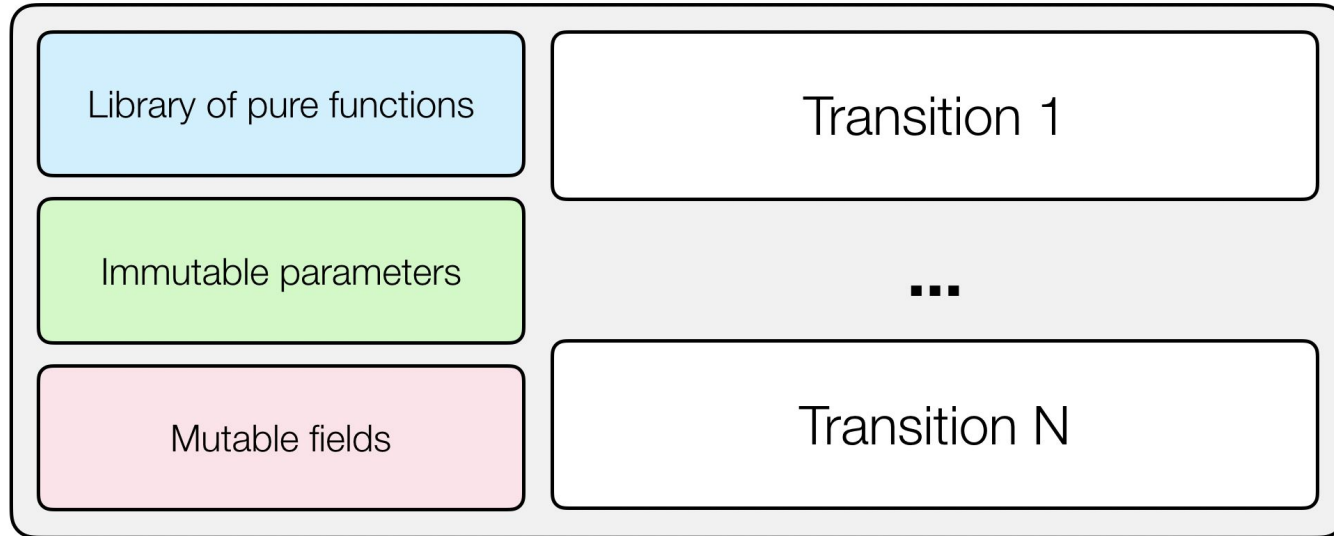 Library of pure functions
Immutable parameters
Mutable fields
Transition 1
...
Transition N